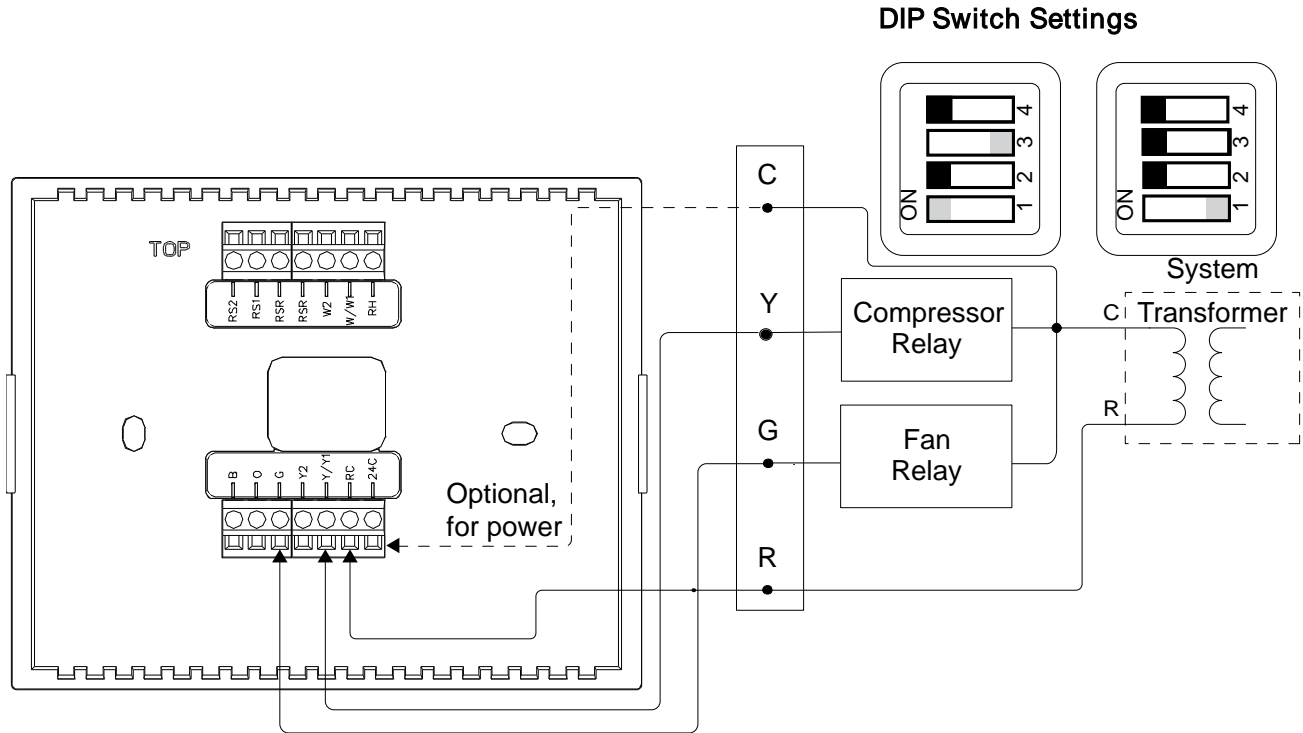 DIP Switch Settings
ON
1
2
3
4
ON
1
2
3
4
TOP
RS2
RS1
RSR
RSR
W2
W/W1
RH
C
Y
G
R
Compressor
Relay
Fan
Relay
System
Transformer
C
R
B
O
G
Y2
Y/Y1
RC
24C
Optional,
for power